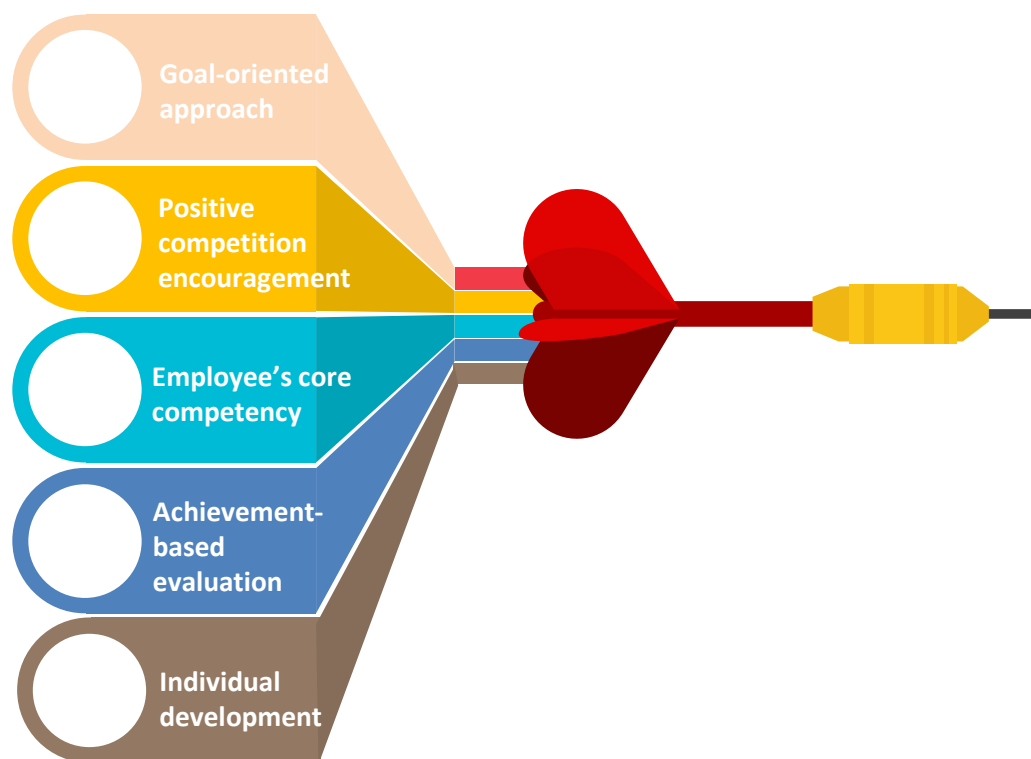 Goal-oriented
approach
Positive
competition
encouragement
Employee’s core
competency
Achievement-
based
evaluation
Individual
development